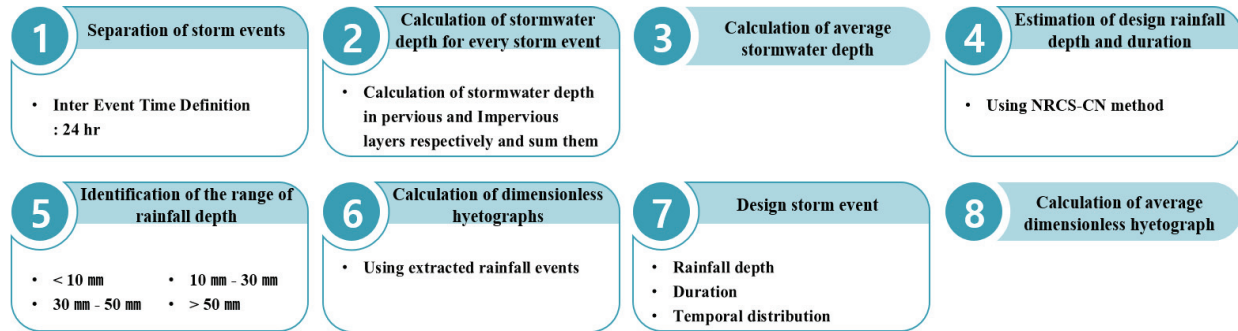 1
Separation of storm events
• Inter Event Time Definition
: 24 hr
2
Calculation of stormwater
depth for every storm event
• Calculation of stormwater depth
in pervious and Impervious
layers respectively and sum them
3
Calculation of average
stormwater depth
4
Estimation of design rainfall
depth and duration
• Using NRCS-CN method
5
Identification of the range of
rainfall depth
• < 10 ㎜
• 10 ㎜ - 30 ㎜
• 30 ㎜ - 50 ㎜
• > 50 ㎜
6
Calculation of dimensionless
hyetographs
• Using extracted rainfall events
7
Design storm event
• Rainfall depth
• Duration
• Temporal distribution
8
Calculation of average
dimensionless hyetograph